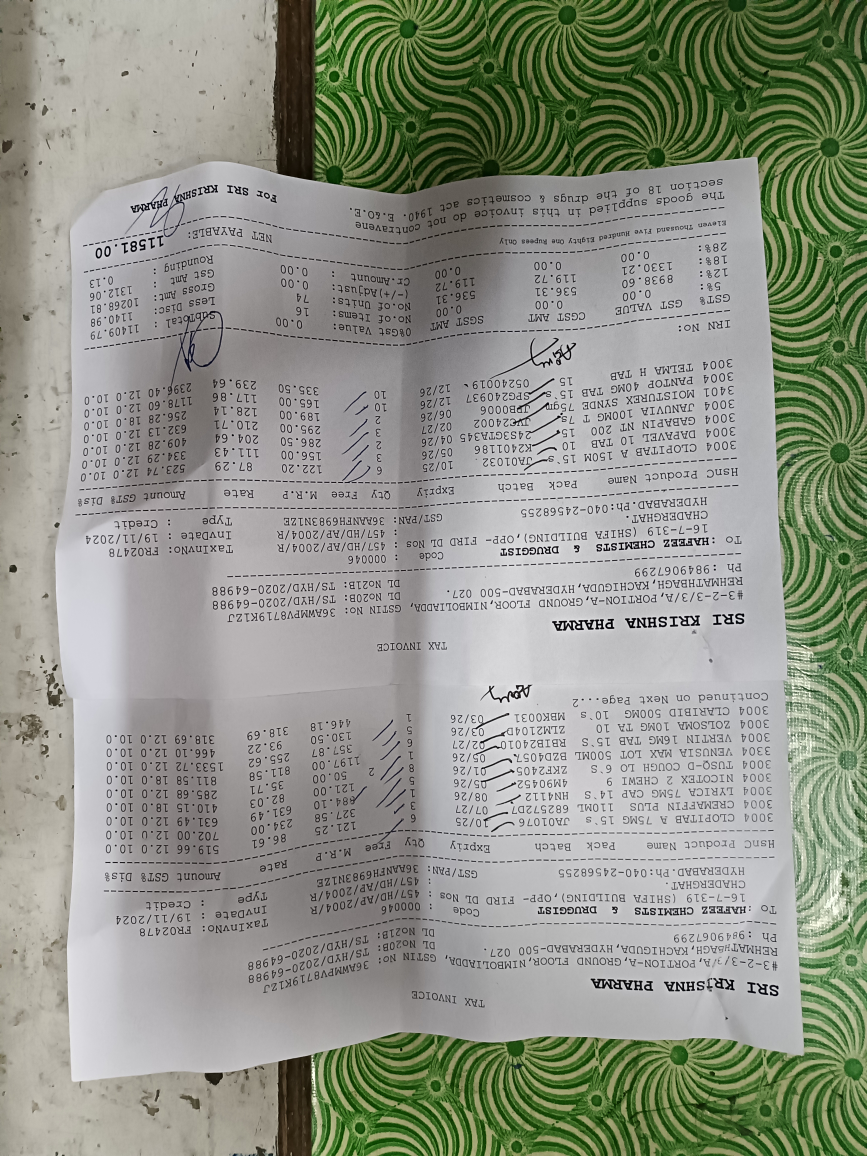 TAX INVOICE
SRI KRISHNA PHARMA
#3-2-3/3/A, PORTION-A, GROUND FLOOR,NIMBOLIADDA, GSTIN NO: 36AWMPV8719K1ZJ
REHMATHBAGH,KACHIGUDA,HYDERABAD-500 027. DL No20B: TS/HYD/2020-64988
Ph :9849067299 DL No21B: TS/HYD/2020-64988
To :HAFEEZ CHEMISTS & DRUGGIST Code : 000046 TaxInvNo: FR02478
16-7-319 (SHIFA BUILDING),OPP- FIRD DL Nos : 457/HD/AP/2004/R InvDate : 19/11/2024
CHADERGHAT. : 457/HD/AP/2004/R Type : Credit
HYDERABAD.Ph:040-24568255 GST/PAN: 36AANFH6983N1ZE
HsnC Product Name Pack Batch Expriy Qty Free M.R.P Rate Amount GST% Dis%
3004 CLOPITAB A 75MG 15`s JA01076 10/25 6 121.25 86.61 519.66 12.0 10.0
3004 CREMAFFIN PLUS 110ML 6B257D27 07/27 3 327.58 234.00 702.00 12.0 10.0
3004 LYRICA 75MG CAP 14'S HN4112 08/26 1 884.10 631.49 631.49 12.0 10.0
3004 NICOTEX 2 CHEWI 9 4M90452 05/26 5 121.00 82.03 410.15 18.0 10.0
3004 TUSQ-D COUGH LO 6'S ZKF2405 01/26 8 2 50.00 35.71 285.68 12.0 10.0
3304 VENUSIA MAX LOT 500ML BDZ4057 05/26 1 1197.00 811.58 811.58 18.0 10.0
3004 VERTIN 16MG TAB 15'S RB1B24010 02/27 6 357.87 255.62 1533.72 12.0 10.0
3004 ZOLSOMA 10MG TA 10 ZLM2104D 03/26 5 130.50 93.22 466.10 12.0 10.0
3004 CLARIBID 500MG 10`s MBK0031 03/26 1 446.18 318.69 318.69 12.0 10.0
Continued on Next Page...2
TAX INVOICE
SRI KRISHNA PHARMA
#3-2-3/3/A, PORTION-A, GROUND FLOOR,NIMBOLIADDA, GSTIN No: 36AWMPV8719K1ZJ
REHMATHBAGH,KACHIGUDA,HYDERABAD-500 027. DL No20B: TS/HYD/2020-64988
Ph :9849067299 DL No21B: TS/HYD/2020-64988
To :HAFEEZ CHEMISTS & DRUGGIST Code : 000046 TaxInvNo: FR02478
16-7-319 (SHIFA BUILDING),OPP- FIRD DL Nos : 457/HD/AP/2004/R InvDate : 19/11/2024
CHADERGHAT. : 457/HD/AP/2004/R Type : Credit
HYDERABAD.Ph:040-24568255 GST/PAN: 36AANFH6983N1ZE
HsnC Product Name Pack Batch Expriy Qty Free M.R.P Rate Amount GST% Dis%
3004 CLOPITAB A 150M 15`s JA01032 10/25 6 122.20 87.29 523.74 12.0 10.0
3004 DAPAVEL 10 TAB 10 K2401186 05/26 3 156.00 111.43 334.29 12.0 10.0
3004 GABAPIN NT 200 15 24SG3TA345 04/26 2 286.50 204.64 409.28 12.0 10.0
3004 JANUVIA 100MG T 7s JWC24002 02/27 3 295.00 210.71 632.13 12.0 10.0
3401 MOISTUREX SYNDE 75gm JPB0006 06/26 2 189.00 128.14 256.28 18.0 10.0
3004 PANTOP 40MG TAB 15`s SPG240937 12/26 10 165.00 117.86 1178.60 12.0 10.0
3004 TELMA H TAB 15 05240019 12/26 10 335.50 239.64 2396.40 12.0 10.0
IRN No:
GST% GST VALUE CGST AMT SGST AMT 0%Gst Value: 0.00 SubTotal : 11409.79
5% 0.00 0.00 0.00 No.of Items : 16 Less Disc: 1140.98
12% 8938.60 536.31 536.31 No.of Units: 74 Gross Amt: 10268.81
18% 1330.21 119.72 119.72 (-/+)Adjust: 0.00 Gst Amt : 1312.06
28% 0.00 0.00 0.00 Cr.Amount : 0.00 Rounding : 0.13
Eleven Thousand Five Hundred Eighty One Rupees Only NET PAYABLE: 11581.00
The goods supplied in this invoice do not contravene For SRI KRISHNA PHARMA
section 18 of the drugs & cosmetics act 1940. E.&O.E.